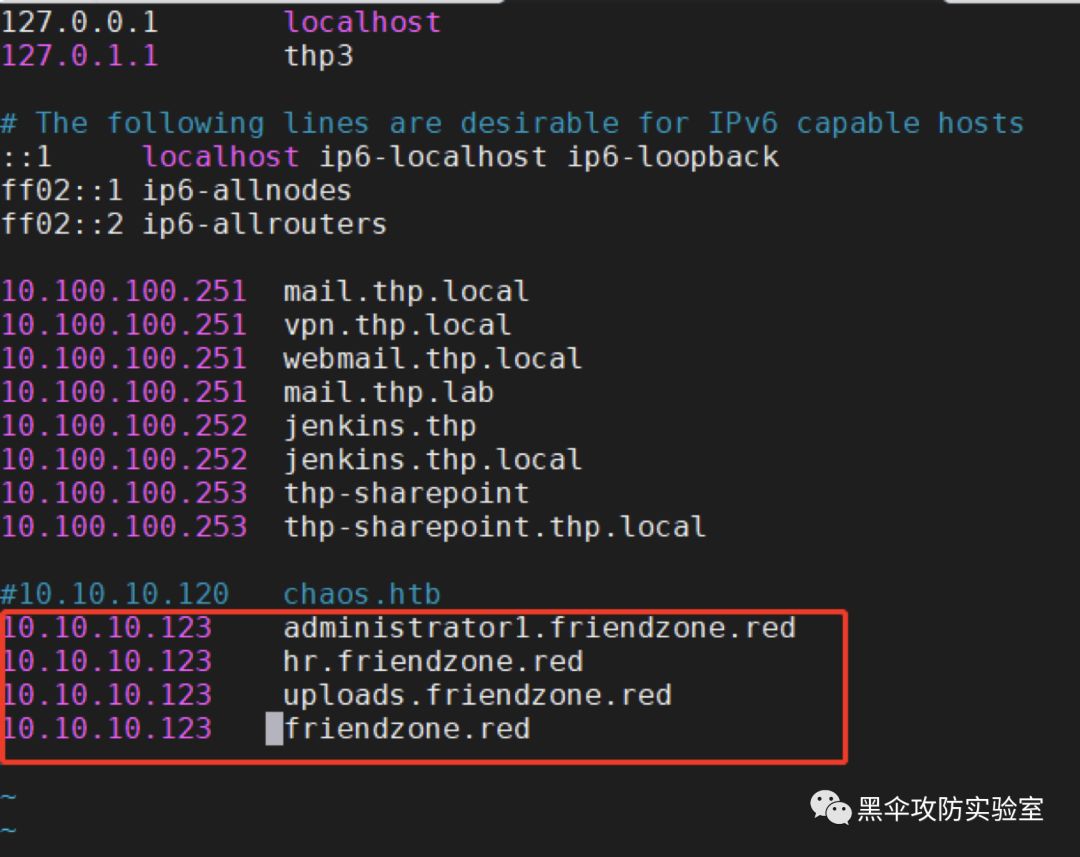 127.0.0.1       localhost
127.0.1.1       thp3
# The following lines are desirable for IPv6 capable hosts
::1     localhost ip6-localhost ip6-loopback
ff02::1 ip6-allnodes
ff02::2 ip6-allrouters
10.100.100.251  mail.thp.local
10.100.100.251  vpn.thp.local
10.100.100.251  webmail.thp.local
10.100.100.251  mail.thp.lab
10.100.100.252  jenkins.thp
10.100.100.252  jenkins.thp.local
10.100.100.253  thp-sharepoint
10.100.100.253  thp-sharepoint.thp.local
#10.10.10.120   chaos.htb
10.10.10.123    administrator1.friendzone.red
10.10.10.123    hr.friendzone.red
10.10.10.123    uploads.friendzone.red
10.10.10.123    friendzone.red
~
~
黑伞攻防实验室